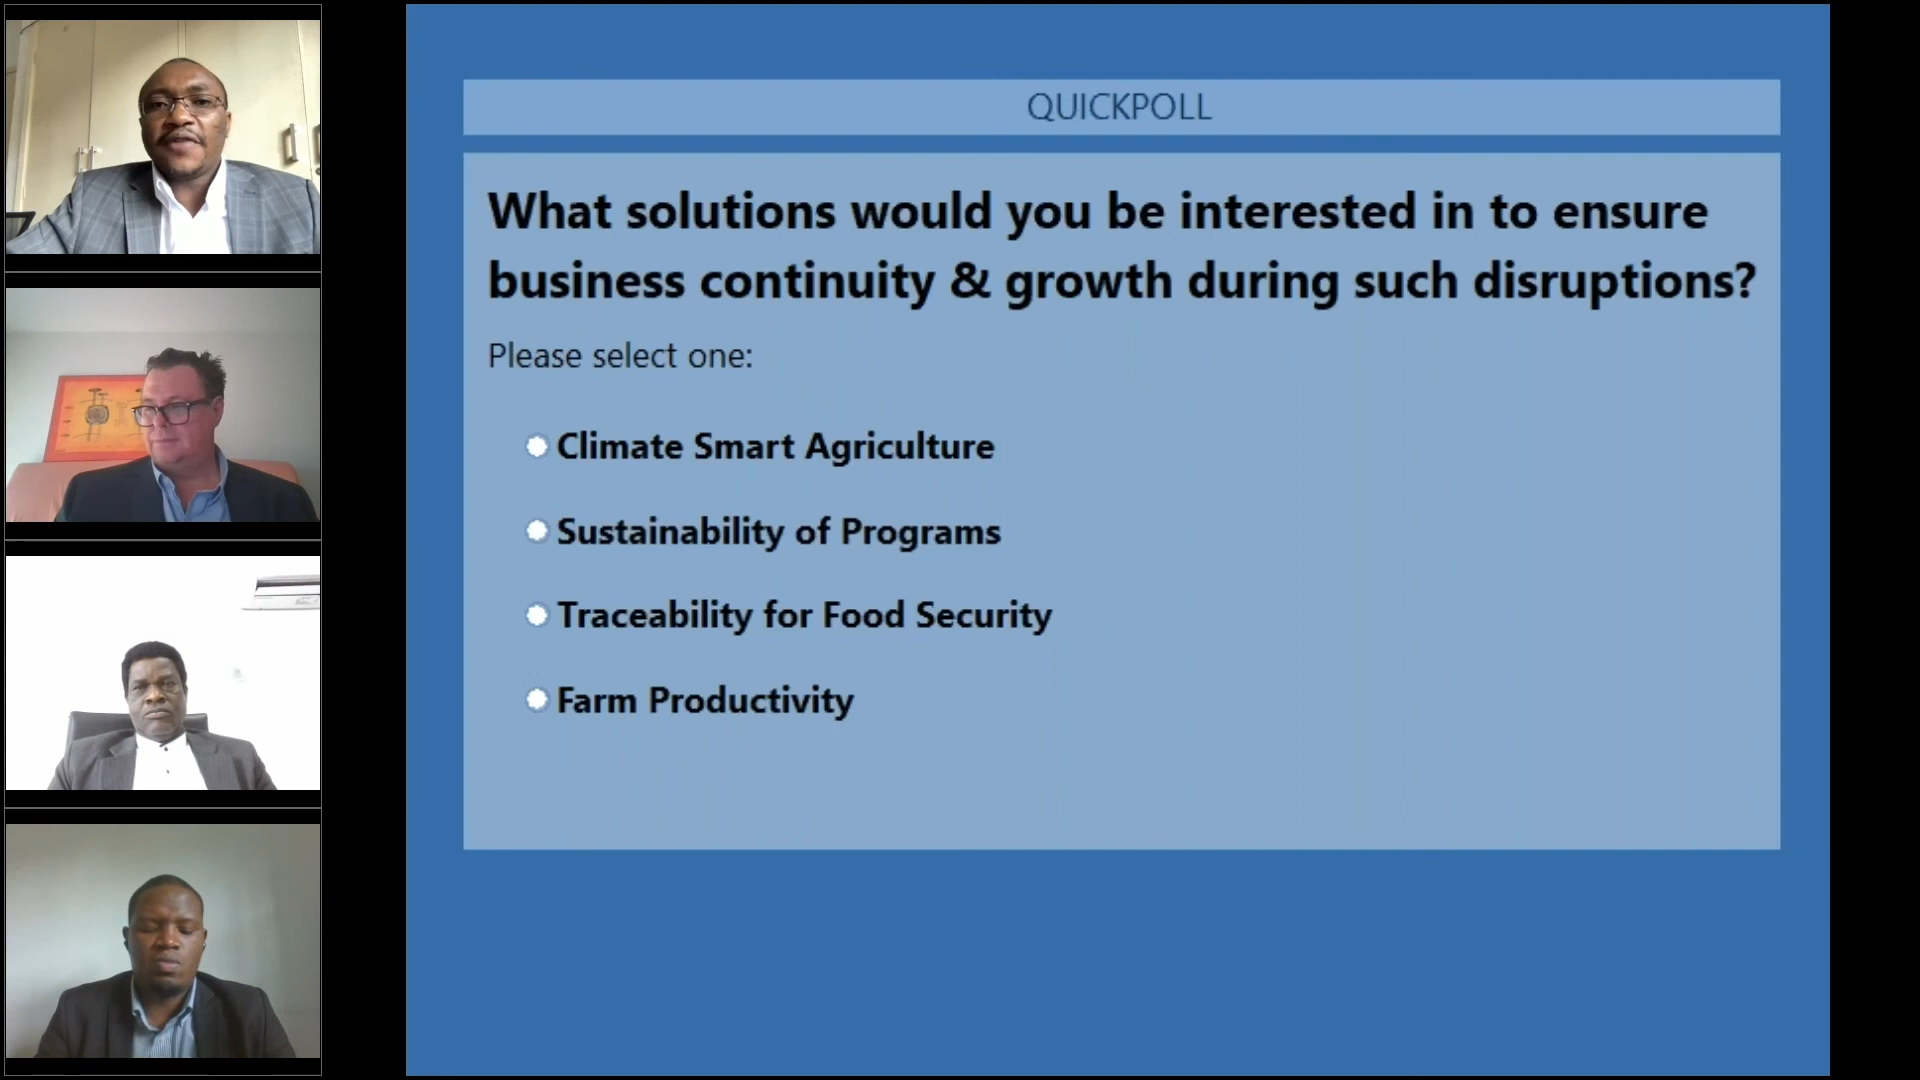 QUICKPOLL
What solutions would you be interested in to ensure
business continuity & growth during such disruptions?
Please select one:
Climate Smart Agriculture
Sustainability of Programs
Traceability for Food Security
Farm Productivity